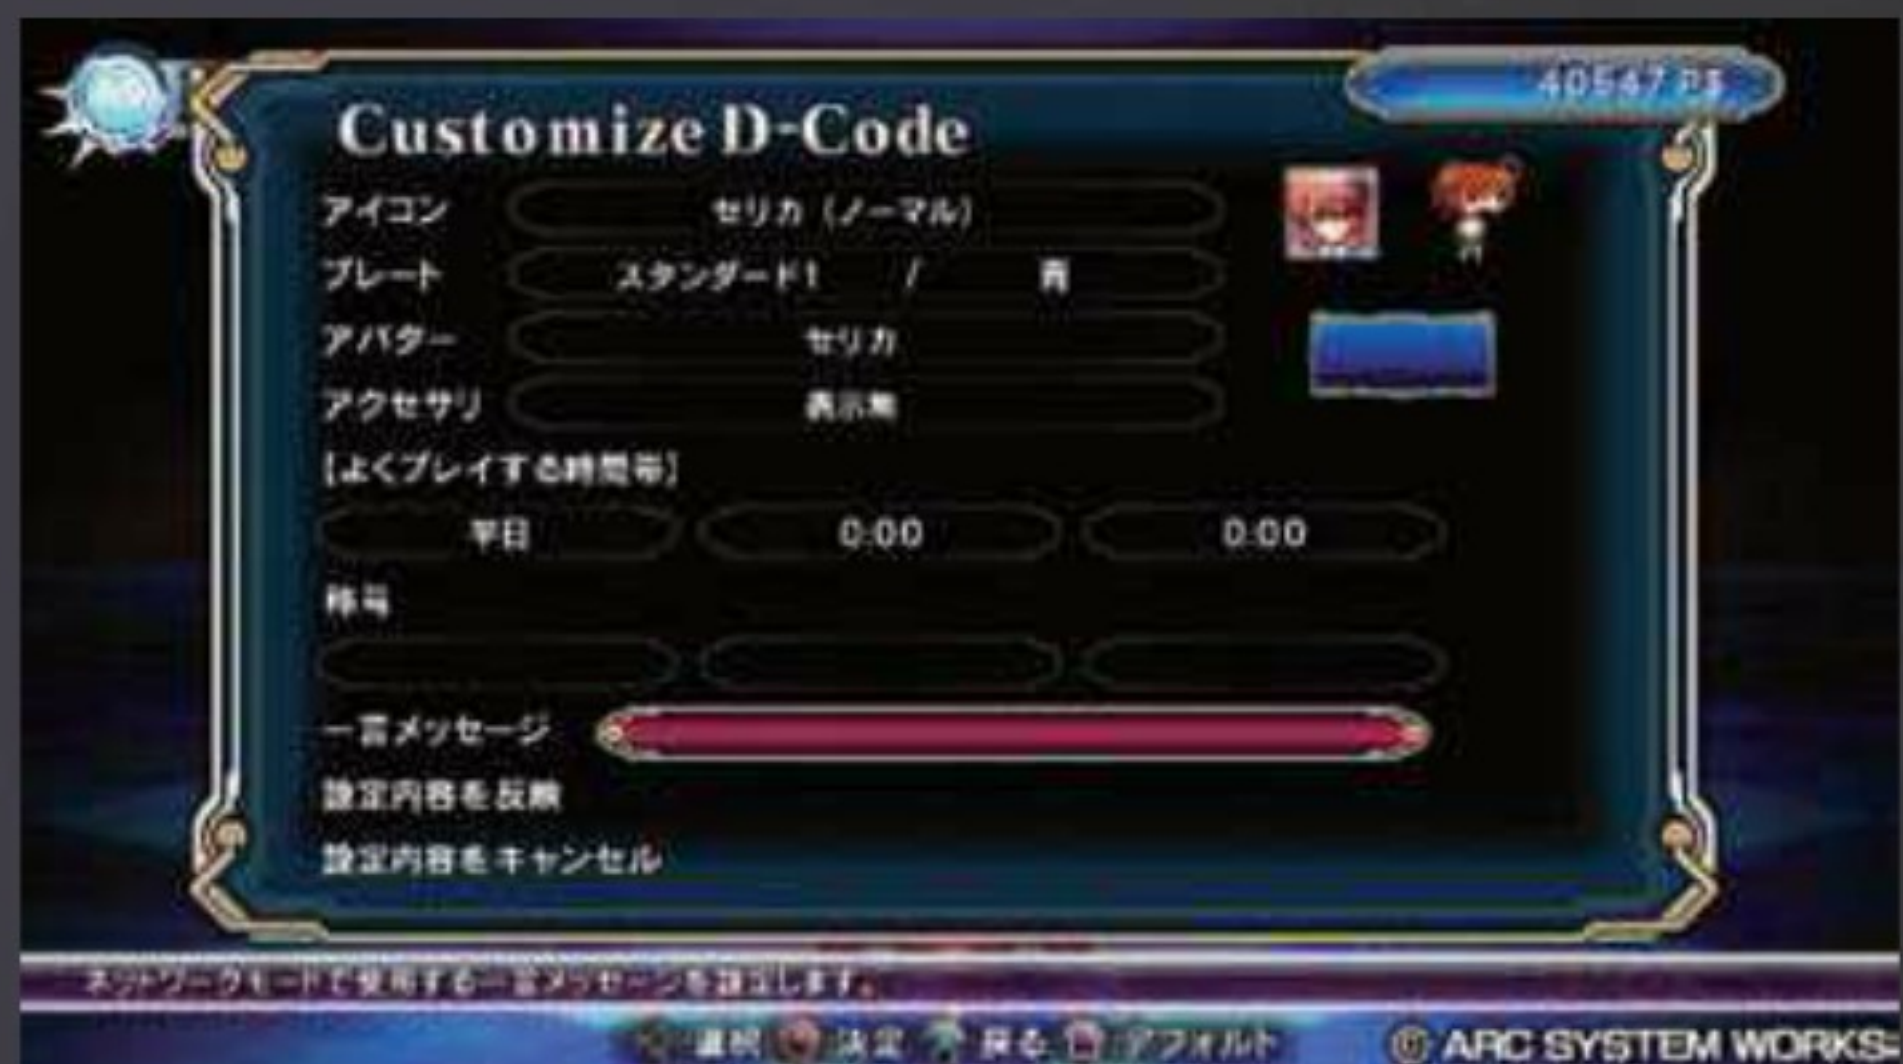 40547 P$
Customize D-Code
アイコン セリカ (ノーマル)
プレート スタンダード1 / 青
アバター セリカ
アクセサリ 表示無
[よくプレイする時間帯]
平日 0:00 0:00
称号
一言メッセージ
設定内容を反映
設定内容をキャンセル
ネットワークモードで使用する一言メッセージを設定します。
選択 決定 戻る デフォルト
© ARC SYSTEM WORKS